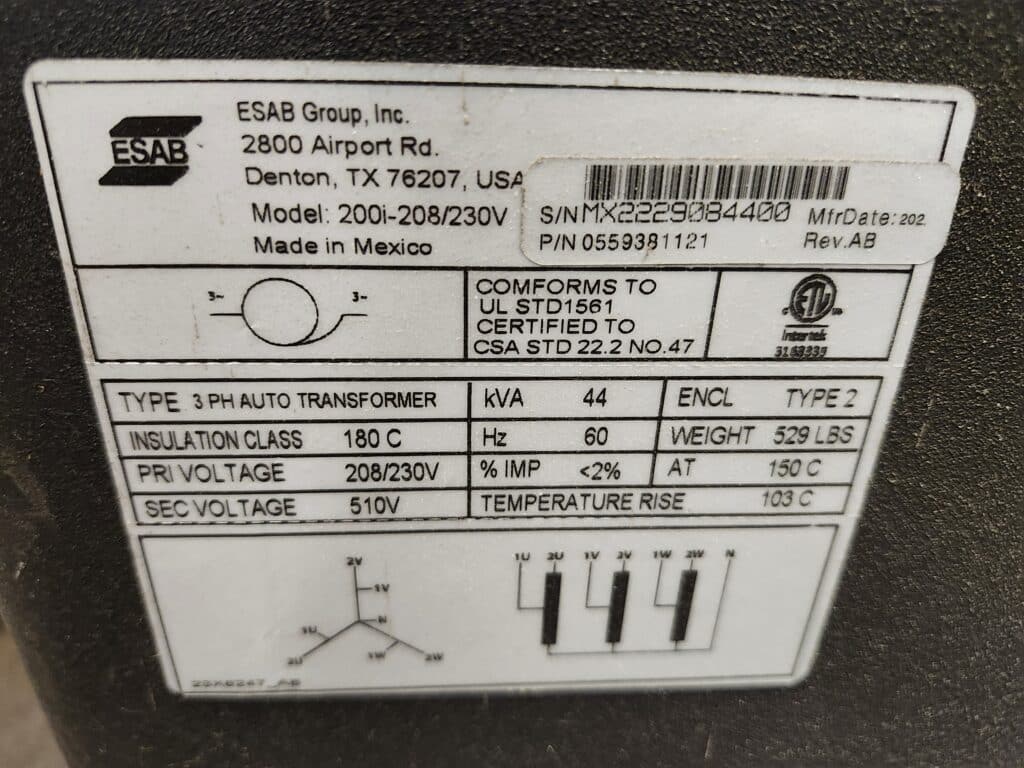 ESAB
ESAB Group, Inc.
2800 Airport Rd.
Denton, TX 76207, USA
Model: 200i-208/230V
Made in Mexico
S/N MX2229084400 MfrDate: 202
P/N 0559381121 Rev.AB
3~ 3~
COMFORMS TO
UL STD1561
CERTIFIED TO
CSA STD 22.2 NO.47
ETL
Intertek
TYPE 3 PH AUTO TRANSFORMER kVA 44 ENCL TYPE 2
INSULATION CLASS 180 C Hz 60 WEIGHT 529 LBS
PRI VOLTAGE 208/230V % IMP <2% AT 150 C
SEC VOLTAGE 510V TEMPERATURE RISE 103 C
2V
1V
N
1U
2U
1W
2W
1U 2U 1V 2V 1W 2W N